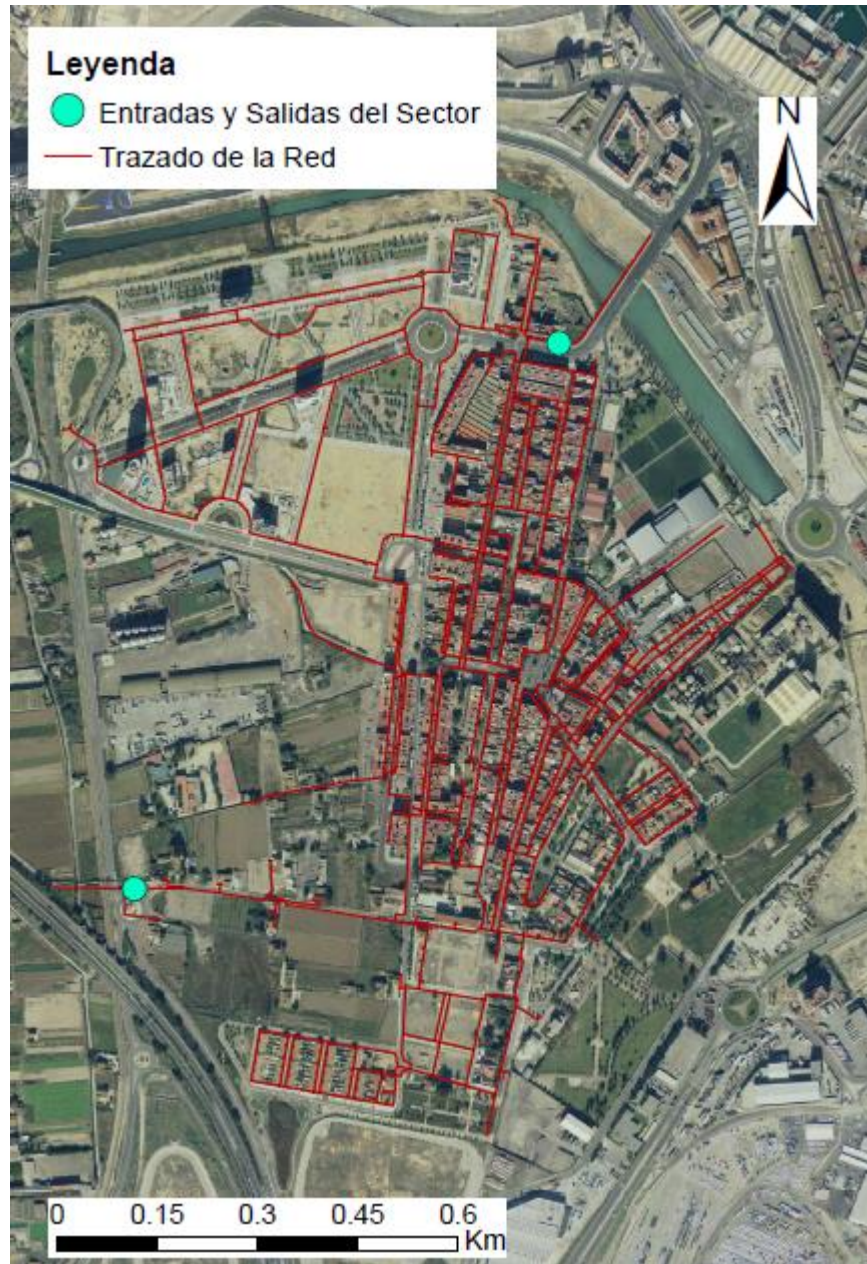 Leyenda
Entradas y Salidas del Sector
Trazado de la Red
N
0 0.15 0.3 0.45 0.6
Km